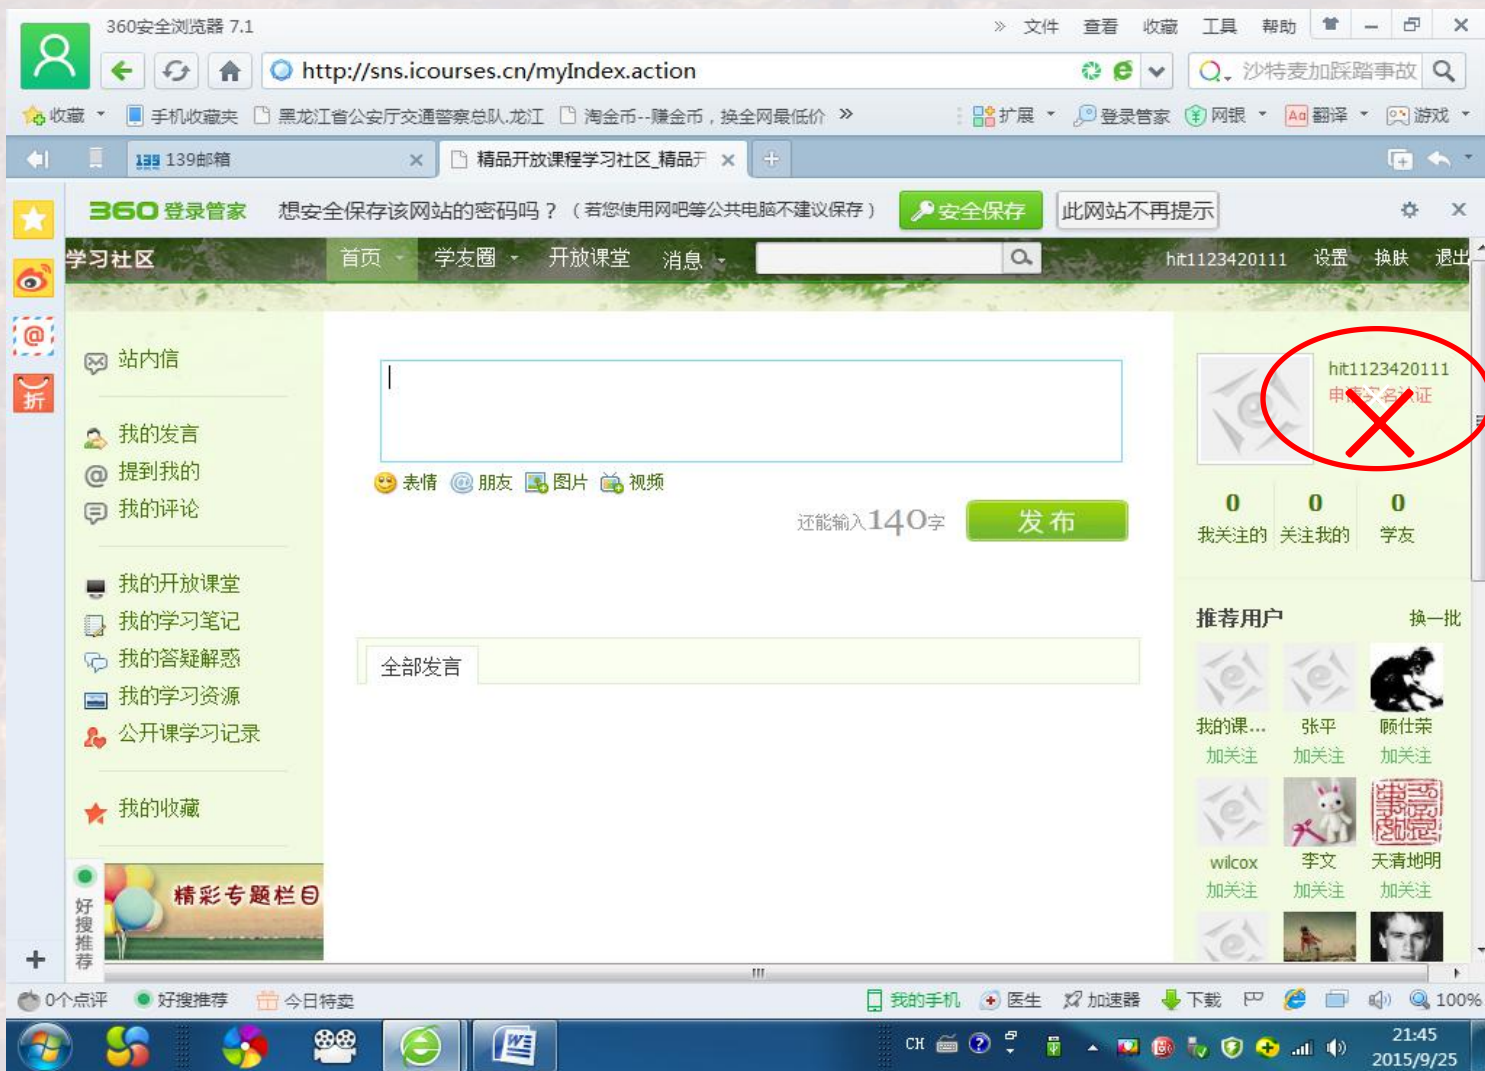 360安全浏览器 7.1
» 文件 查看 收藏 工具 帮助
http://sns.icourses.cn/myIndex.action
沙特麦加踩踏事故
收藏 手机收藏夹 黑龙江省公安厅交通警察总队.龙江 淘金币--赚金币，换全网最低价 »
扩展 登录管家 网银 翻译 游戏
139 139邮箱
精品开放课程学习社区_精品开
360登录管家 想安全保存该网站的密码吗？（若您使用网吧等公共电脑不建议保存） 安全保存 此网站不再提示
学习社区 首页 学友圈 开放课堂 消息
hit1123420111 设置 换肤 退出
折
站内信
我的发言
@ 提到我的
我的评论
我的开放课堂
我的学习笔记
我的答疑解惑
我的学习资源
公开课学习记录
我的收藏
精彩专题栏目
好搜推荐
表情 朋友 图片 视频
还能输入140字 发布
全部发言
hit1123420111
申请实名认证
0 0 0
我关注的 关注我的 学友
推荐用户 换一批
我的课... 张平 顾仕荣
加关注 加关注 加关注
wilcox 李文 天清地明
加关注 加关注 加关注
0个点评 好搜推荐 今日特卖
我的手机 医生 加速器 下载 100%
CH
21:45
2015/9/25